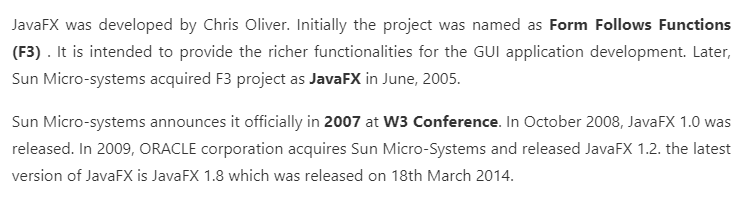 JavaFX was developed by Chris Oliver. Initially the project was named as Form Follows Functions
(F3) . It is intended to provide the richer functionalities for the GUI application development. Later,
Sun Micro-systems acquired F3 project as JavaFX in June, 2005.
Sun Micro-systems announces it officially in 2007 at W3 Conference. In October 2008, JavaFX 1.0 was
released. In 2009, ORACLE corporation acquires Sun Micro-Systems and released JavaFX 1.2. the latest
version of JavaFX is JavaFX 1.8 which was released on 18th March 2014.